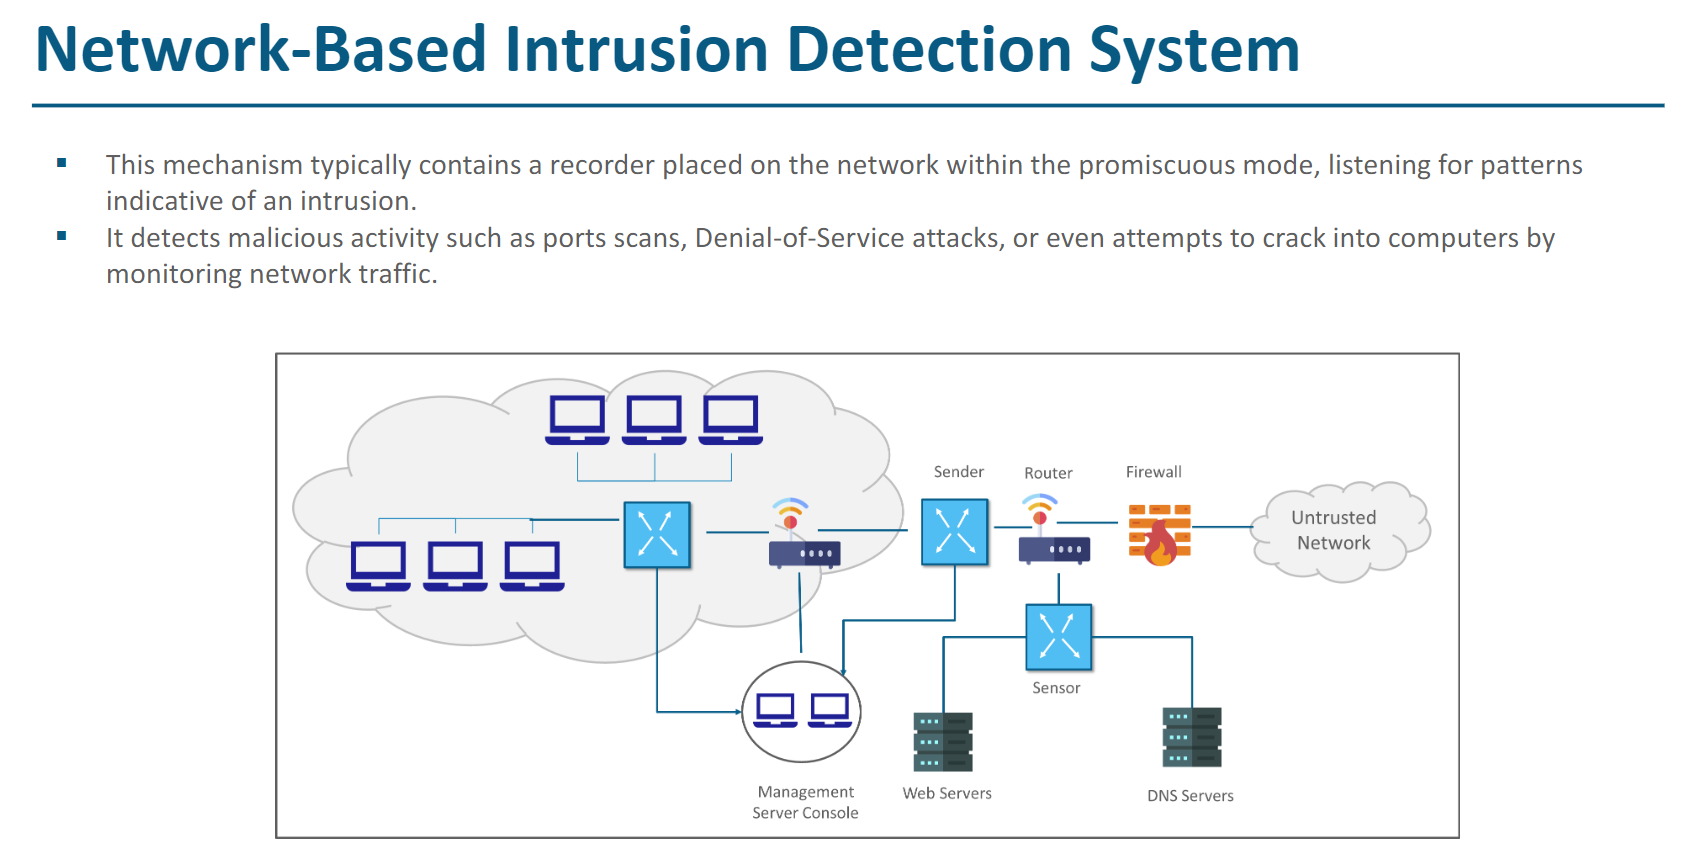 Network-Based Intrusion Detection System
This mechanism typically contains a recorder placed on the network within the promiscuous mode, listening for patterns
indicative of an intrusion.
It detects malicious activity such as ports scans, Denial-of-Service attacks, or even attempts to crack into computers by
monitoring network traffic.
Sender
Router
Firewall
Untrusted
Network
Sensor
Management
Server Console
Web Servers
DNS Servers